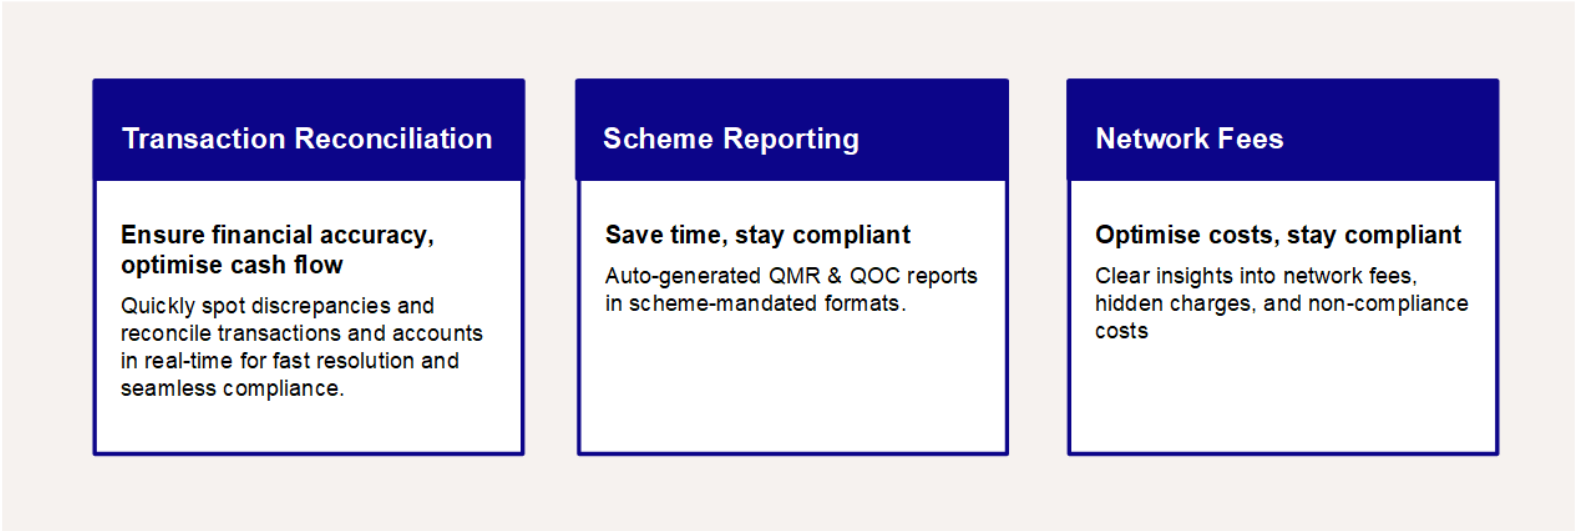 Transaction Reconciliation
Ensure financial accuracy,
optimise cash flow
Quickly spot discrepancies and
reconcile transactions and accounts
in real-time for fast resolution and
seamless compliance.
Scheme Reporting
Save time, stay compliant
Auto-generated QMR & QOC reports
in scheme-mandated formats.
Network Fees
Optimise costs, stay compliant
Clear insights into network fees,
hidden charges, and non-compliance
costs